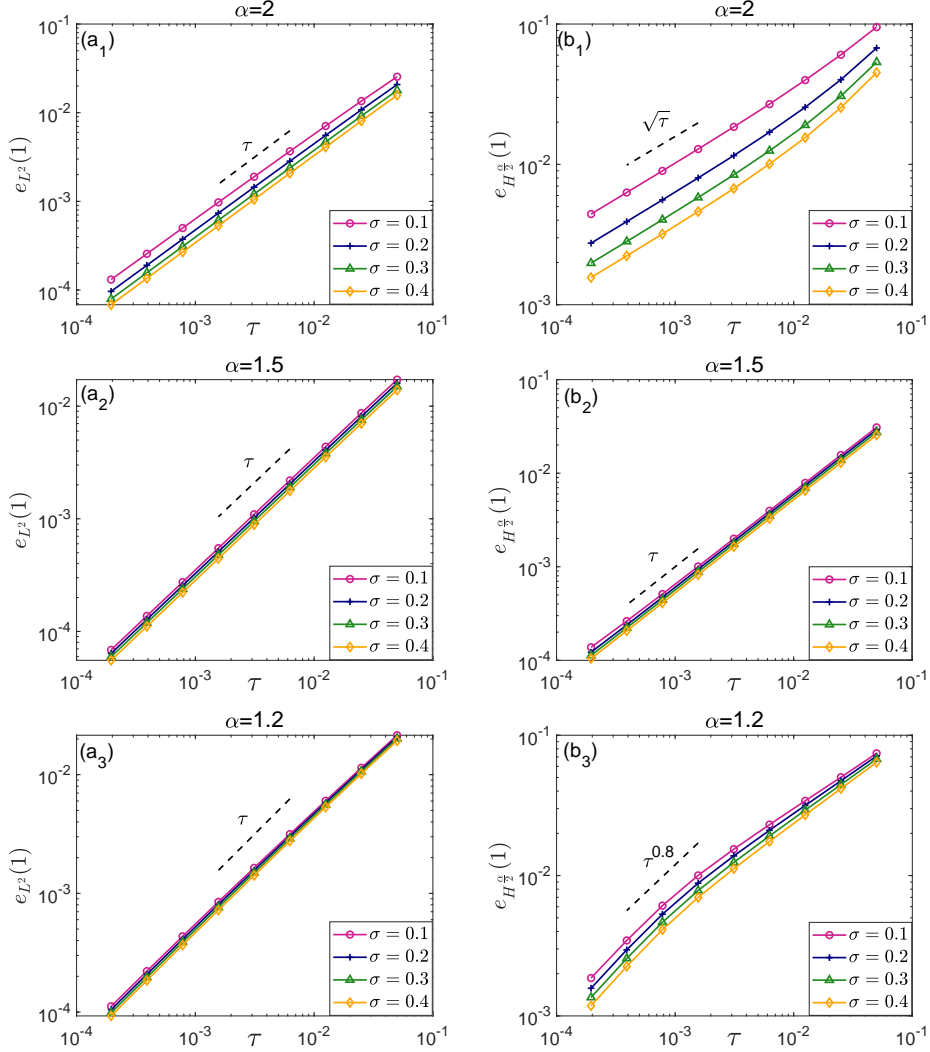 α=2
(a₁)
10⁻¹
10⁻²
10⁻³
10⁻⁴
e_{L²}(1)
τ
σ = 0.1
σ = 0.2
σ = 0.3
σ = 0.4
10⁻⁴ 10⁻³ 10⁻² 10⁻¹
τ
α=2
(b₁)
10⁻¹
10⁻²
10⁻³
e_{H^{α/2}}(1)
√τ
σ = 0.1
σ = 0.2
σ = 0.3
σ = 0.4
10⁻⁴ 10⁻³ 10⁻² 10⁻¹
τ
α=1.5
(a₂)
10⁻²
10⁻³
10⁻⁴
e_{L²}(1)
τ
σ = 0.1
σ = 0.2
σ = 0.3
σ = 0.4
10⁻⁴ 10⁻³ 10⁻² 10⁻¹
τ
α=1.5
(b₂)
10⁻¹
10⁻²
10⁻³
10⁻⁴
e_{H^{α/2}}(1)
τ
σ = 0.1
σ = 0.2
σ = 0.3
σ = 0.4
10⁻⁴ 10⁻³ 10⁻² 10⁻¹
τ
α=1.2
(a₃)
10⁻²
10⁻³
10⁻⁴
e_{L²}(1)
τ
σ = 0.1
σ = 0.2
σ = 0.3
σ = 0.4
10⁻⁴ 10⁻³ 10⁻² 10⁻¹
τ
α=1.2
(b₃)
10⁻¹
10⁻²
10⁻³
e_{H^{α/2}}(1)
τ^{0.8}
σ = 0.1
σ = 0.2
σ = 0.3
σ = 0.4
10⁻⁴ 10⁻³ 10⁻² 10⁻¹
τ